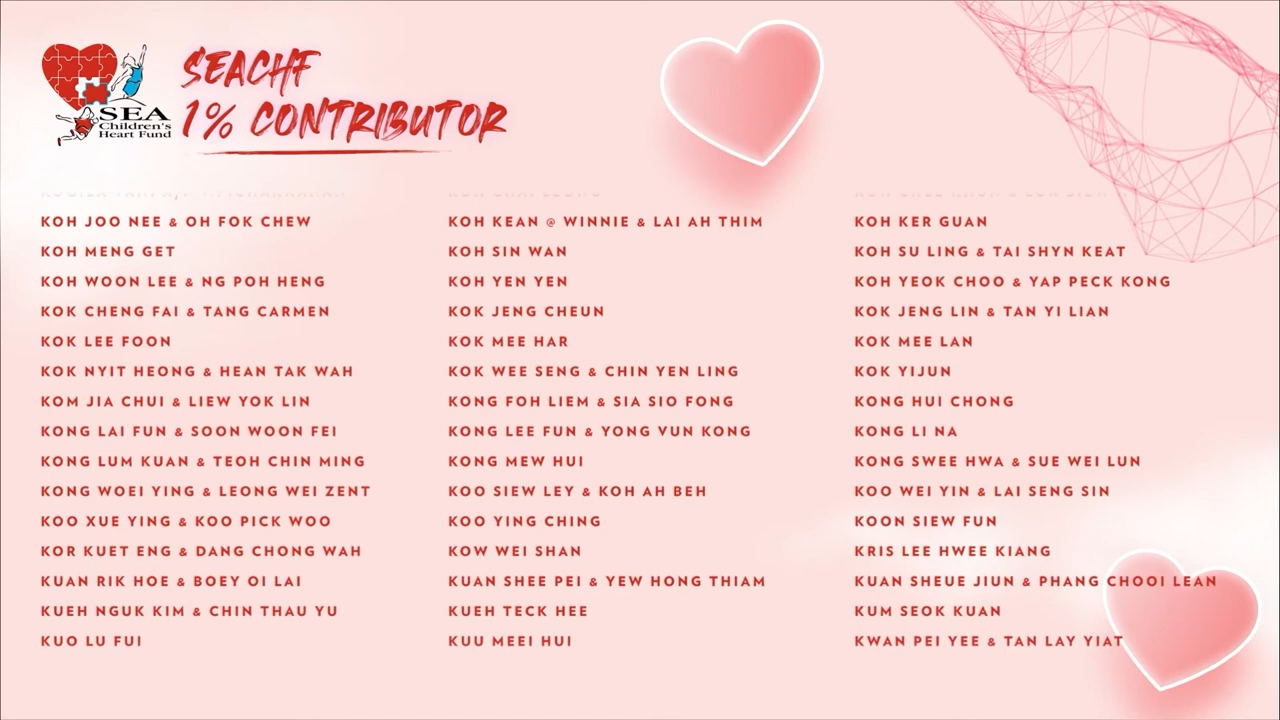 SEA
Children's
Heart Fund
SEACHF
1% CONTRIBUTOR
KOH JOO NEE & OH FOK CHEW
KOH KEAN @ WINNIE & LAI AH THIM
KOH KER GUAN
KOH MENG GET
KOH SIN WAN
KOH SU LING & TAI SHYN KEAT
KOH WOON LEE & NG POH HENG
KOH YEN YEN
KOH YEOK CHOO & YAP PECK KONG
KOK CHENG FAI & TANG CARMEN
KOK JENG CHEUN
KOK JENG LIN & TAN YI LIAN
KOK LEE FOON
KOK MEE HAR
KOK MEE LAN
KOK NYIT HEONG & HEAN TAK WAH
KOK WEE SENG & CHIN YEN LING
KOK YIJUN
KOM JIA CHUI & LIEW YOK LIN
KONG FOH LIEM & SIA SIO FONG
KONG HUI CHONG
KONG LAI FUN & SOON WOON FEI
KONG LEE FUN & YONG VUN KONG
KONG LI NA
KONG LUM KUAN & TEOH CHIN MING
KONG MEW HUI
KONG SWEE HWA & SUE WEI LUN
KONG WOEI YING & LEONG WEI ZENT
KOO SIEW LEY & KOH AH BEH
KOO WEI YIN & LAI SENG SIN
KOO XUE YING & KOO PICK WOO
KOO YING CHING
KOON SIEW FUN
KOR KUET ENG & DANG CHONG WAH
KOW WEI SHAN
KRIS LEE HWEE KIANG
KUAN RIK HOE & BOEY OI LAI
KUAN SHEE PEI & YEW HONG THIAM
KUAN SHEUE JIUN & PHANG CHOOI LEAN
KUEH NGUK KIM & CHIN THAU YU
KUEH TECK HEE
KUM SEOK KUAN
KUO LU FUI
KUU MEEI HUI
KWAN PEI YEE & TAN LAY YIAT